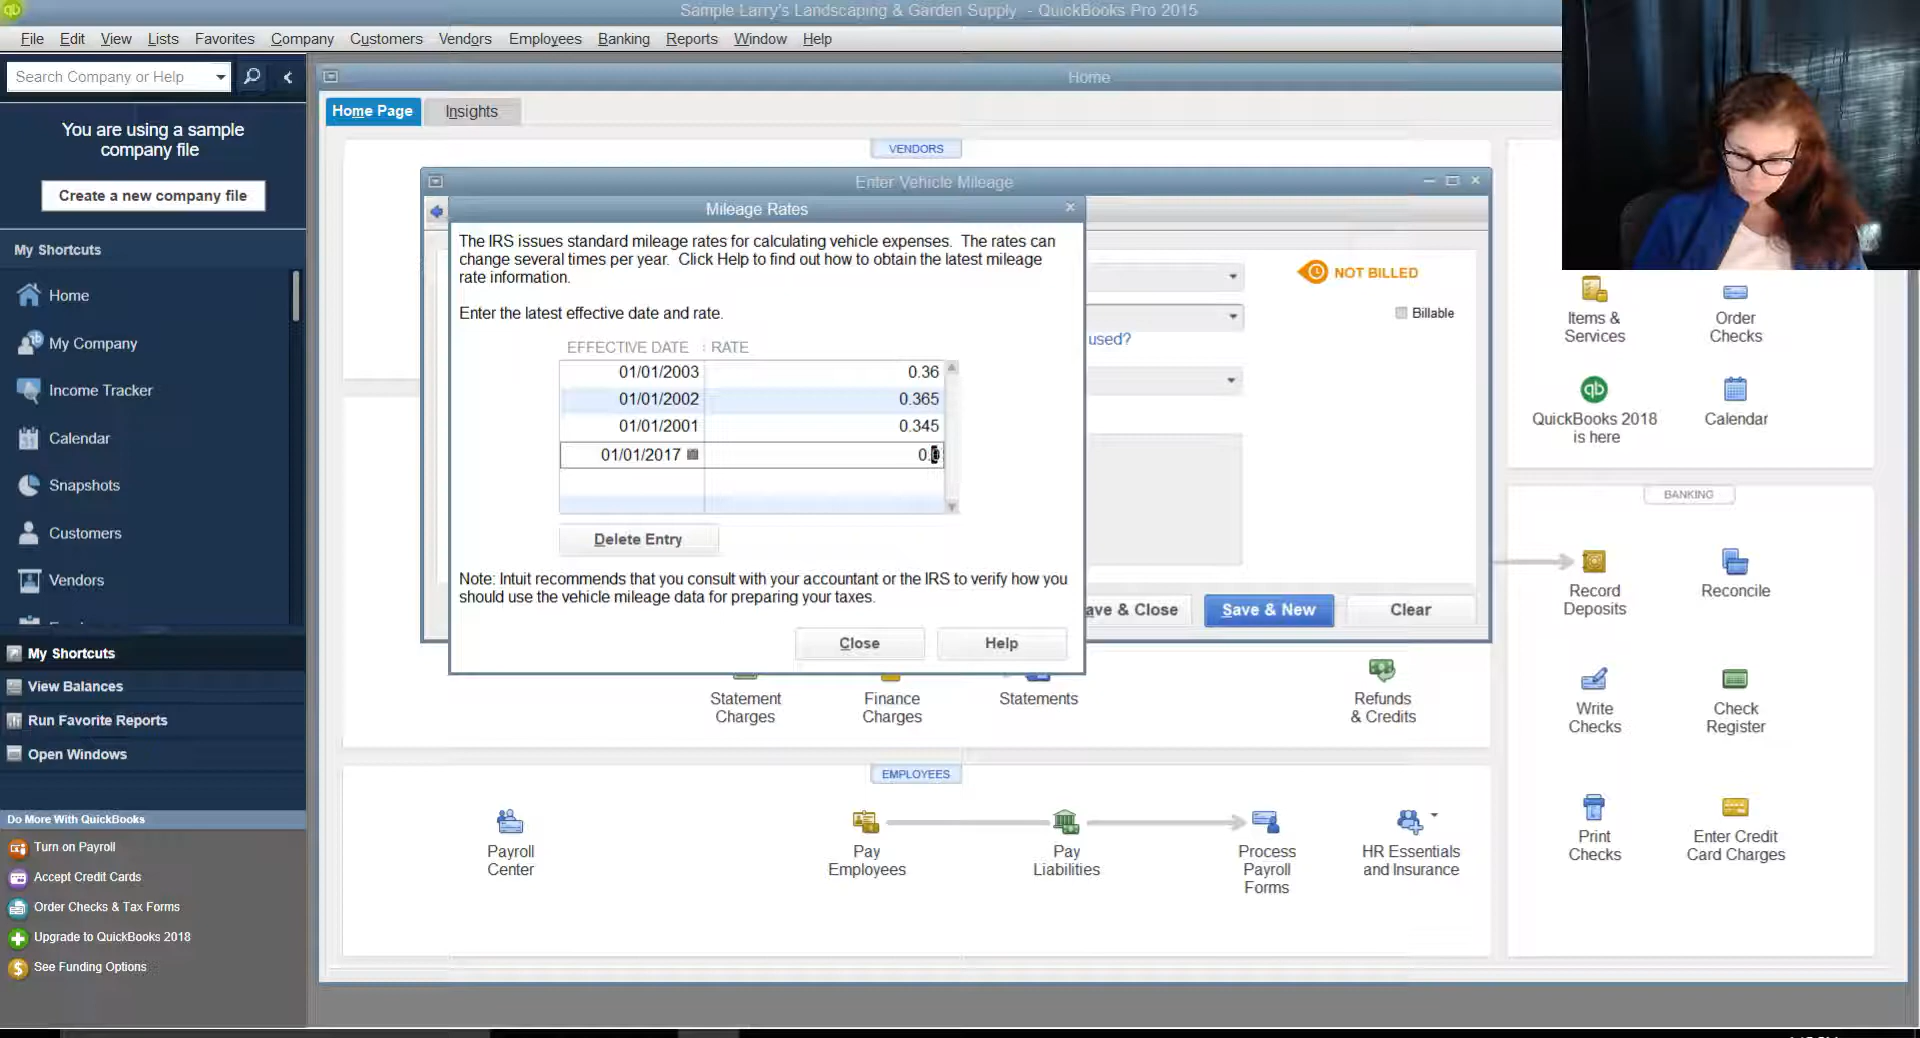 Sample Larry's Landscaping & Garden Supply - QuickBooks Pro 2015
File Edit View Lists Favorites Company Customers Vendors Employees Banking Reports Window Help
Search Company or Help
You are using a sample
company file
Create a new company file
My Shortcuts
Home
My Company
Income Tracker
Calendar
Snapshots
Customers
Vendors
My Shortcuts
View Balances
Run Favorite Reports
Open Windows
Do More With QuickBooks
Turn on Payroll
Accept Credit Cards
Order Checks & Tax Forms
Upgrade to QuickBooks 2018
See Funding Options
Home
Home Page Insights
VENDORS
Enter Vehicle Mileage
Mileage Rates
The IRS issues standard mileage rates for calculating vehicle expenses. The rates can
change several times per year. Click Help to find out how to obtain the latest mileage
rate information.
Enter the latest effective date and rate.
EFFECTIVE DATE : RATE
01/01/2003 0.36
01/01/2002 0.365
01/01/2001 0.345
01/01/2017 0.0
Delete Entry
Note: Intuit recommends that you consult with your accountant or the IRS to verify how you
should use the vehicle mileage data for preparing your taxes.
Close Help
NOT BILLED
Billable
used?
ave & Close Save & New Clear
Statement
Charges
Finance
Charges
Statements
Refunds
& Credits
EMPLOYEES
Payroll
Center
Pay
Employees
Pay
Liabilities
Process
Payroll
Forms
HR Essentials
and Insurance
Items &
Services
Order
Checks
qb
QuickBooks 2018
is here
Calendar
BANKING
Record
Deposits
Reconcile
Write
Checks
Check
Register
Print
Checks
Enter Credit
Card Charges